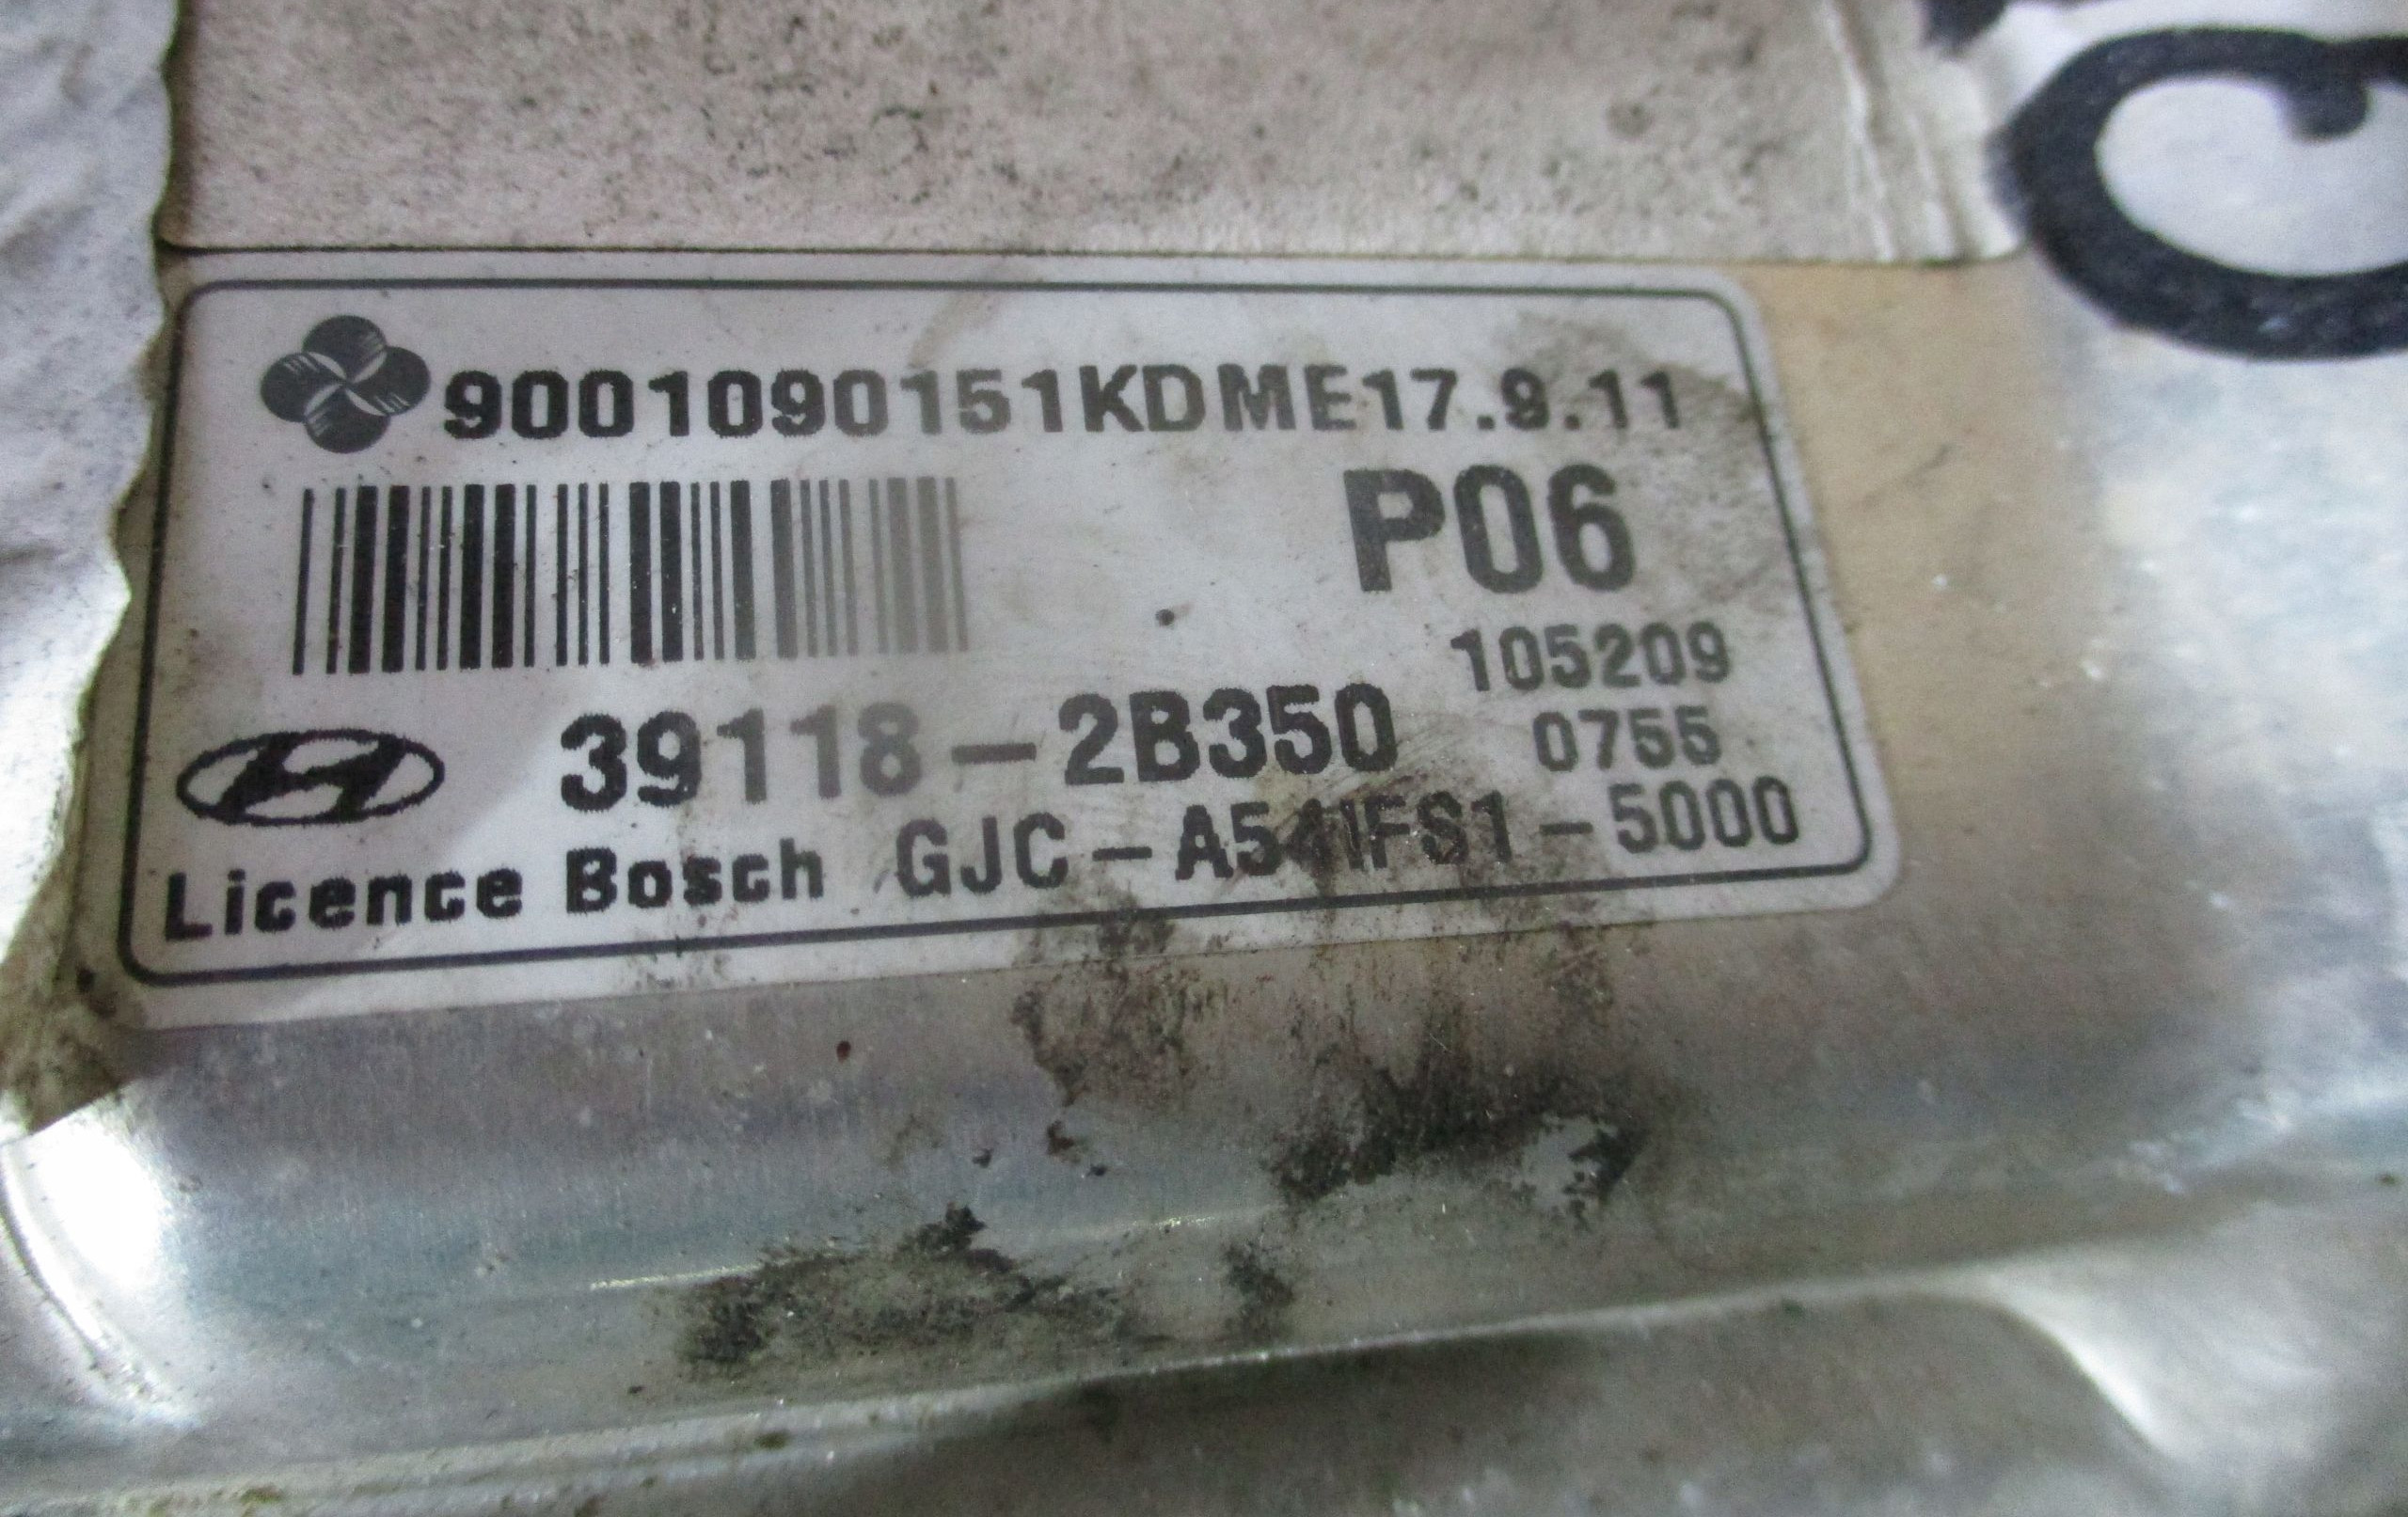 9001090151KDME17.9.11
P06
105209
39118-2B350
0755
Licence Bosch GJC-A541FS1-5000